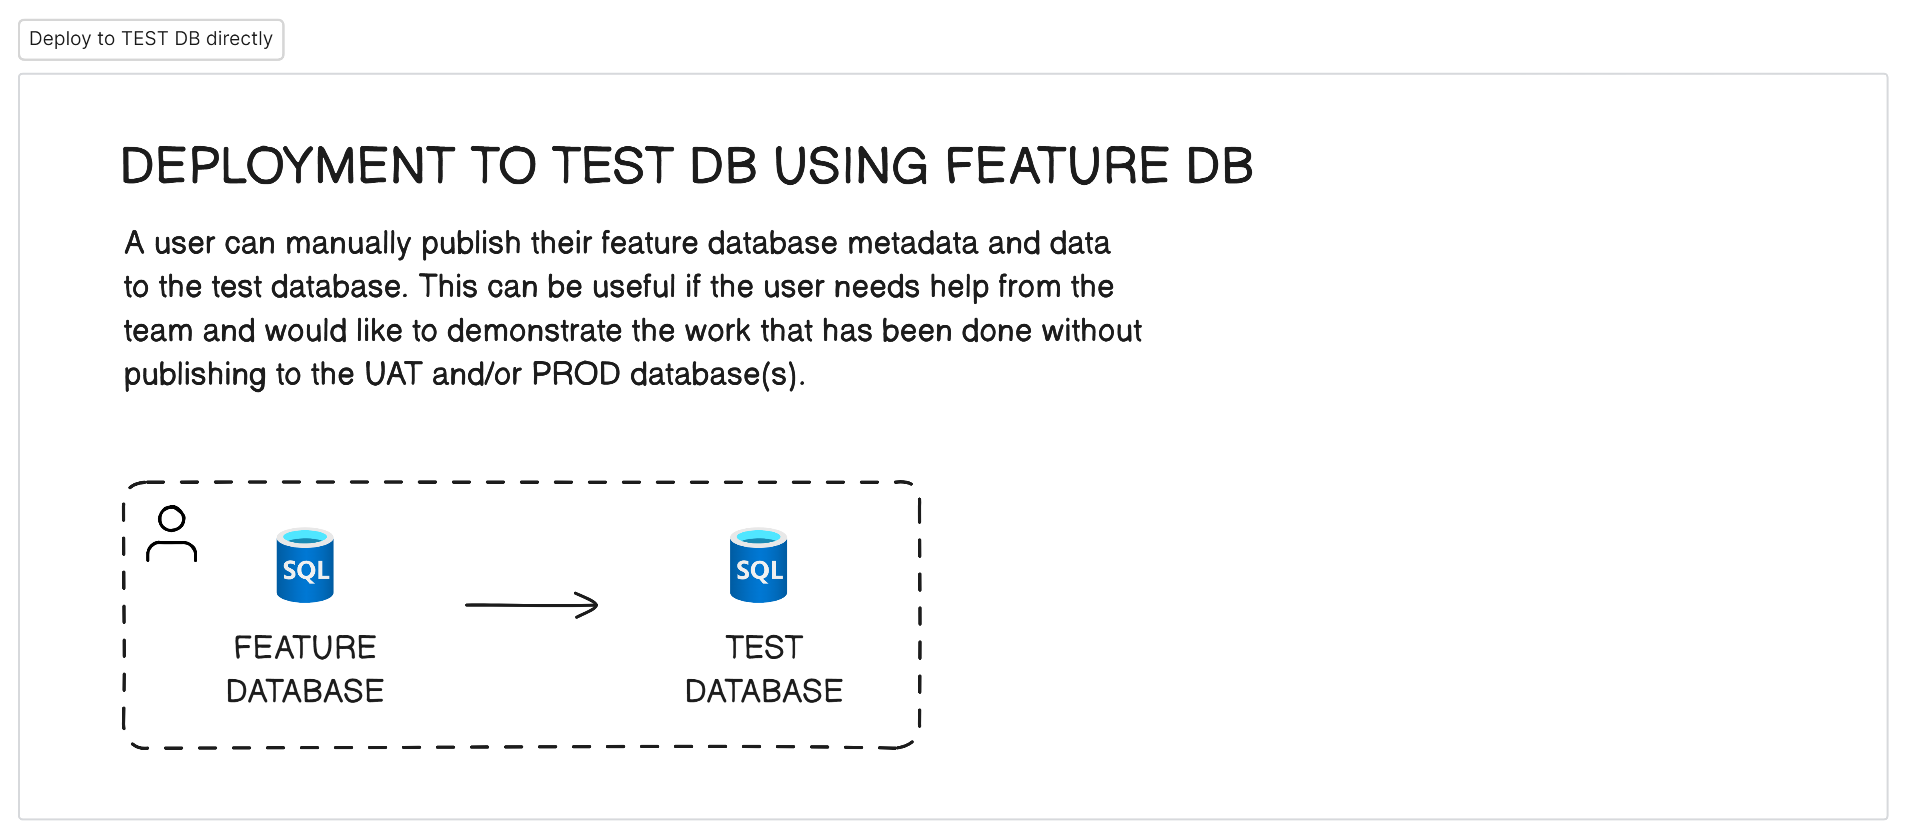 Deploy to TEST DB directly
DEPLOYMENT TO TEST DB USING FEATURE DB
A user can manually publish their feature database metadata and data
to the test database. This can be useful if the user needs help from the
team and would like to demonstrate the work that has been done without
publishing to the UAT and/or PROD database(s).
SQL
SQL
FEATURE
DATABASE
TEST
DATABASE